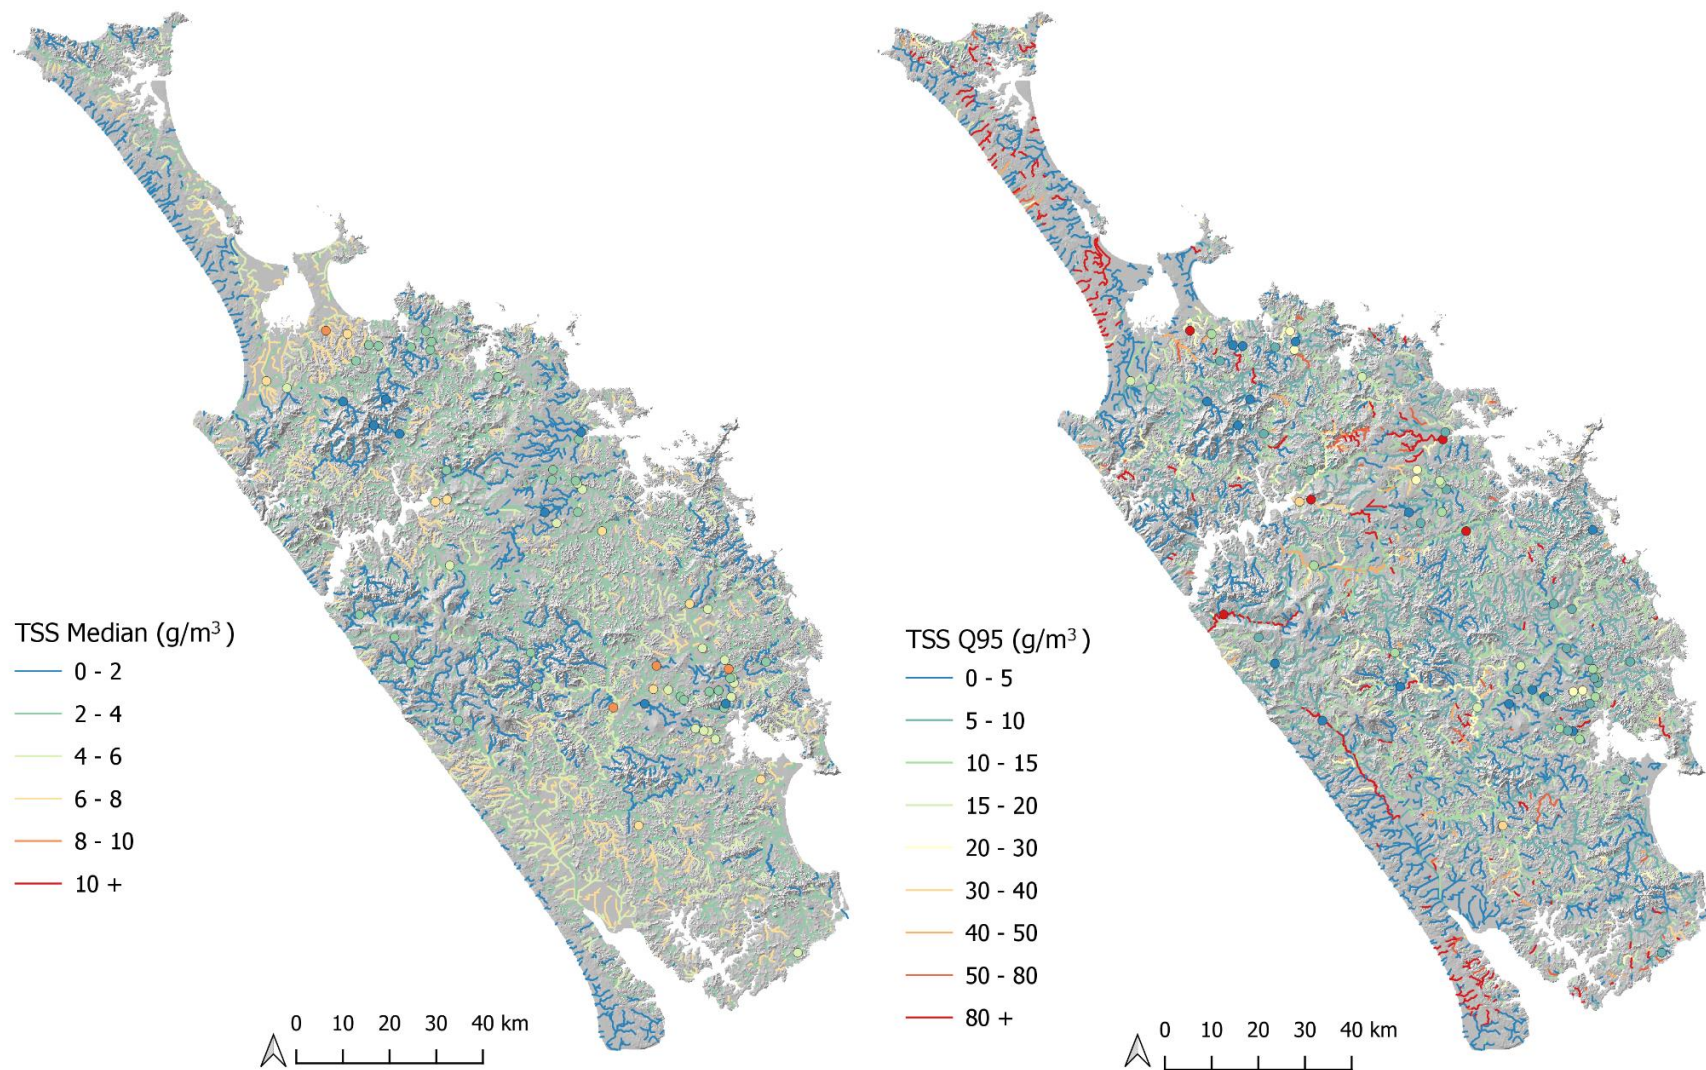 TSS Median (g/m³)
0 - 2
2 - 4
4 - 6
6 - 8
8 - 10
10 +
0 10 20 30 40 km
TSS Q95 (g/m³)
0 - 5
5 - 10
10 - 15
15 - 20
20 - 30
30 - 40
40 - 50
50 - 80
80 +
0 10 20 30 40 km